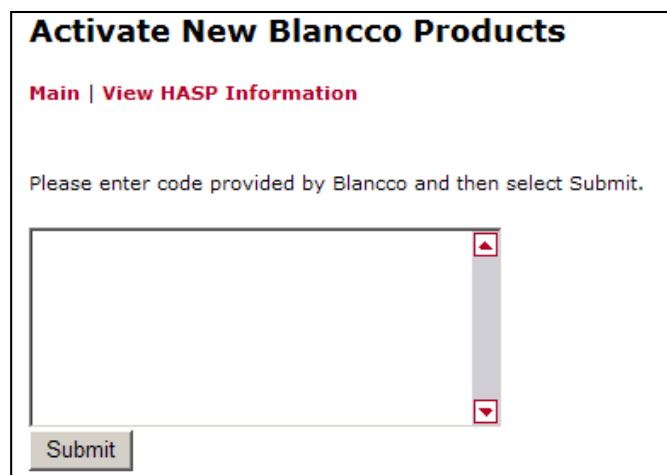 Activate New Blancco Products
Main | View HASP Information
Please enter code provided by Blancco and then select Submit.
Submit